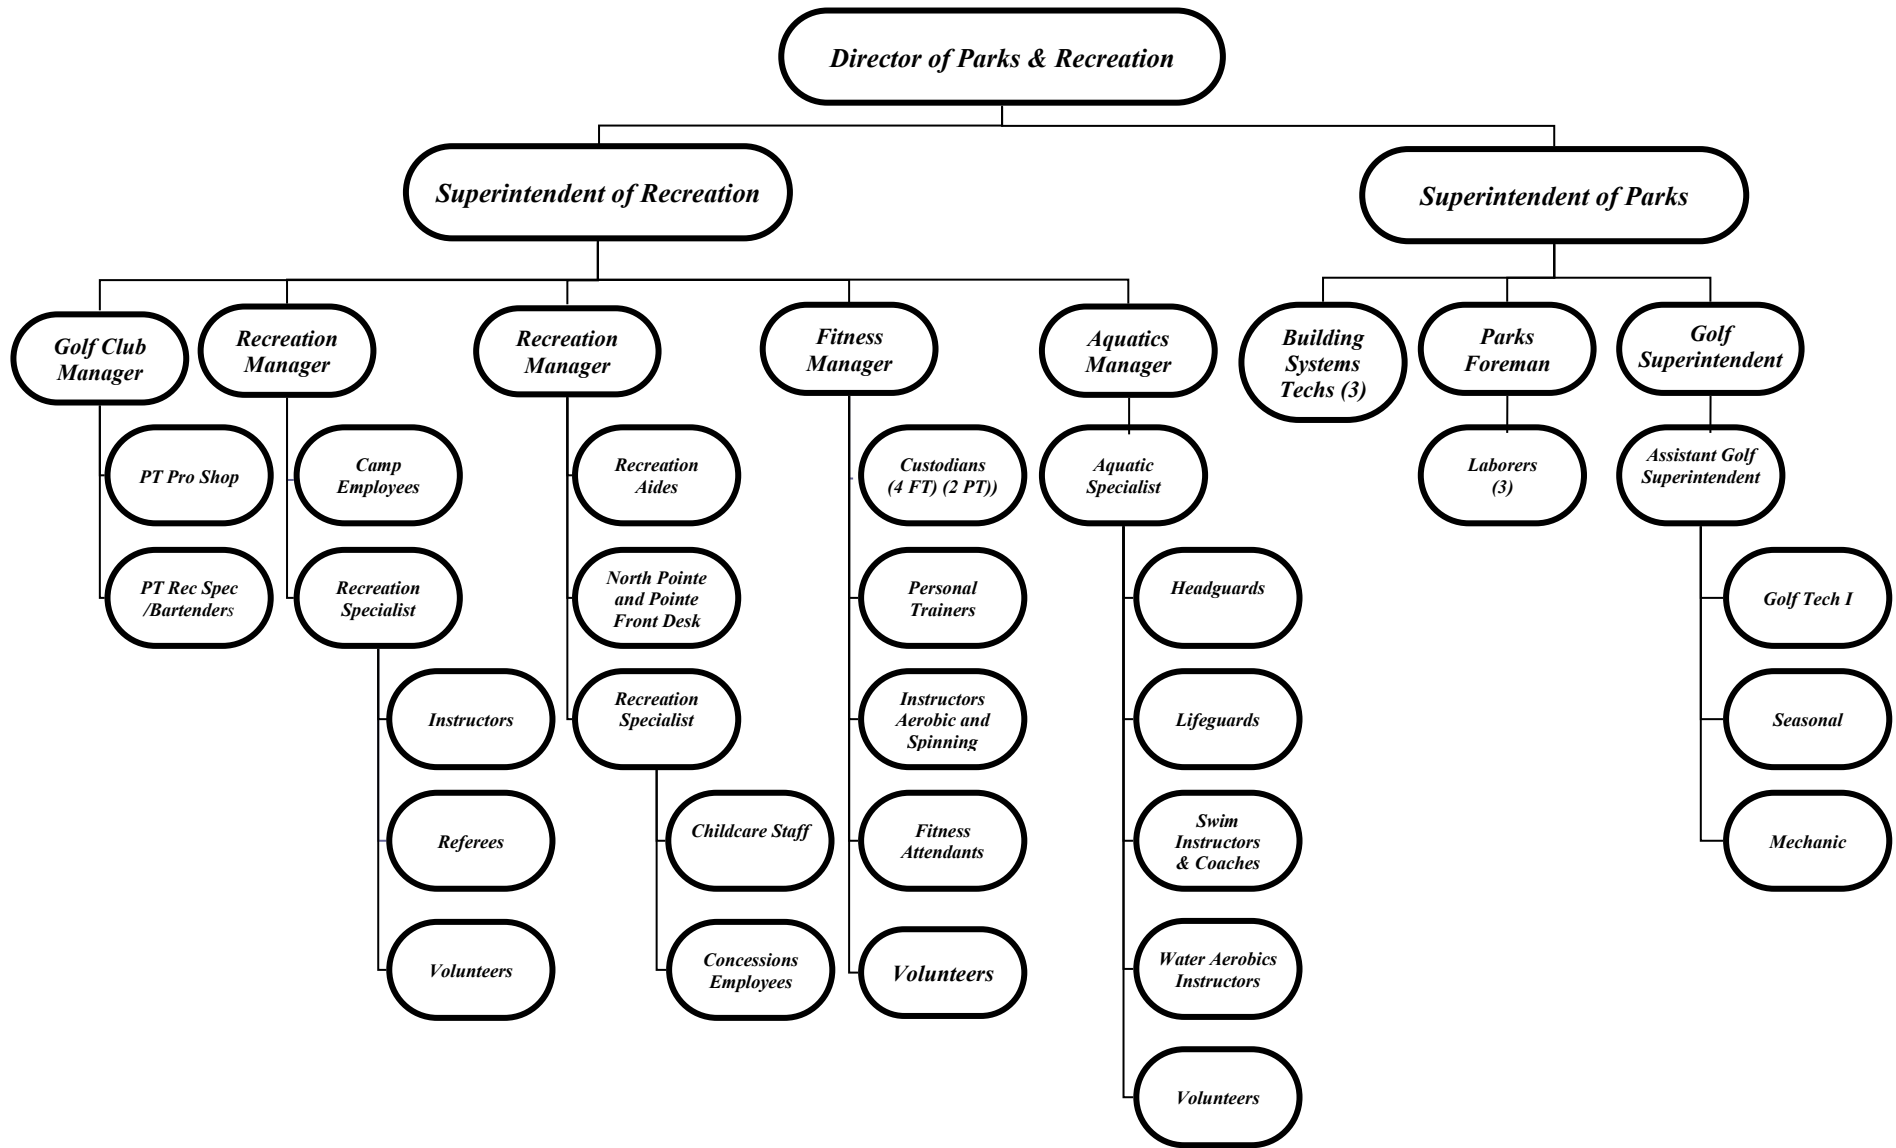 Director of Parks & Recreation
Superintendent of Recreation
Superintendent of Parks
Golf Club
Manager
Recreation
Manager
Recreation
Manager
Fitness
Manager
Aquatics
Manager
Building
Systems
Techs (3)
Parks
Foreman
Golf
Superintendent
PT Pro Shop
Camp
Employees
Recreation
Aides
Custodians
(4 FT) (2 PT))
Aquatic
Specialist
Laborers
(3)
Assistant Golf
Superintendent
PT Rec Spec
/Bartenders
Recreation
Specialist
North Pointe
and Pointe
Front Desk
Personal
Trainers
Headguards
Golf Tech I
Instructors
Recreation
Specialist
Instructors
Aerobic and
Spinning
Lifeguards
Seasonal
Referees
Childcare Staff
Fitness
Attendants
Swim
Instructors
& Coaches
Mechanic
Volunteers
Concessions
Employees
Volunteers
Water Aerobics
Instructors
Volunteers